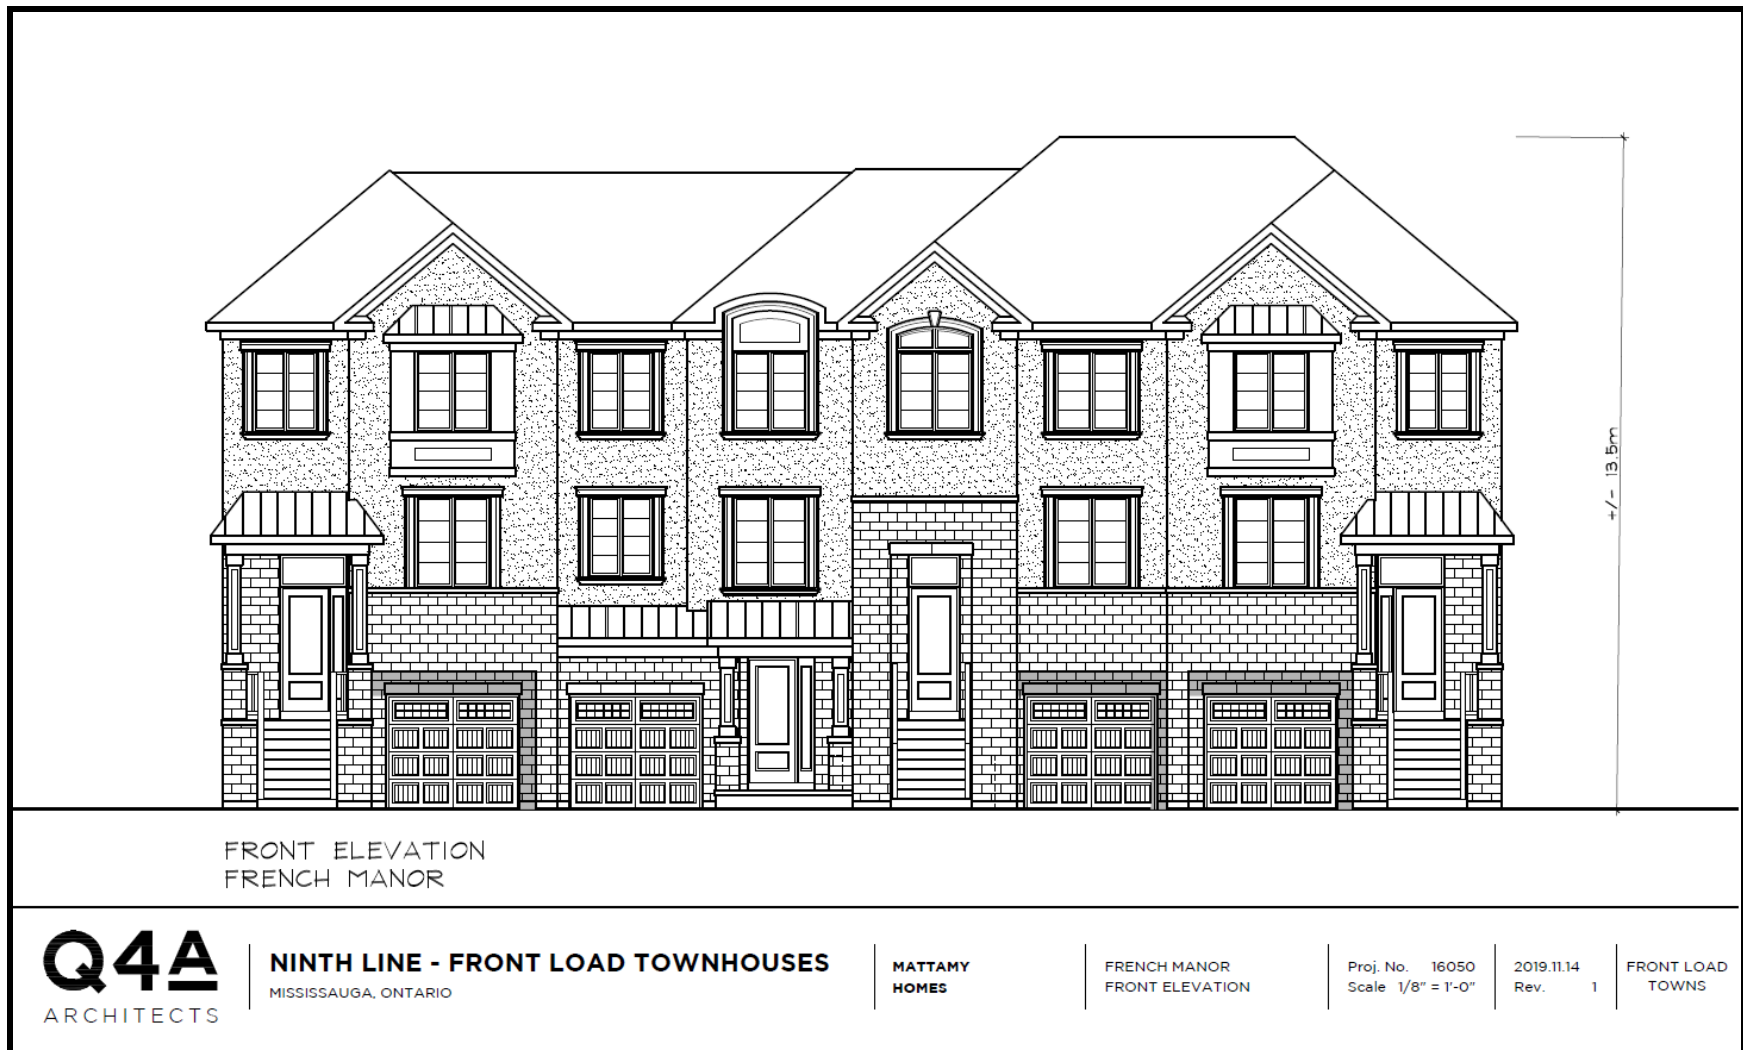 +/- 13.5m
FRONT ELEVATION
FRENCH MANOR
Q4A
ARCHITECTS
NINTH LINE - FRONT LOAD TOWNHOUSES
MISSISSAUGA, ONTARIO
MATTAMY
HOMES
FRENCH MANOR
FRONT ELEVATION
Proj. No. 16050
Scale 1/8" = 1'-0"
2019.11.14
Rev. 1
FRONT LOAD
TOWNS